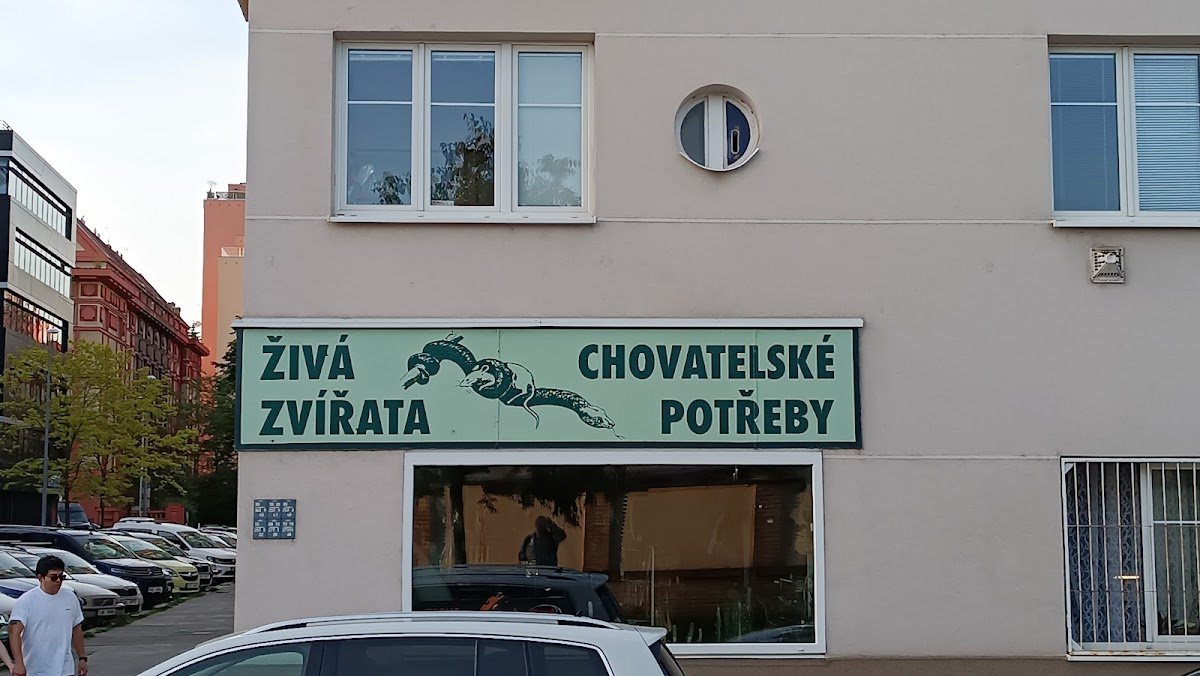 ŽIVÁ
ZVÍŘATA
CHOVATELSKÉ
POTŘEBY